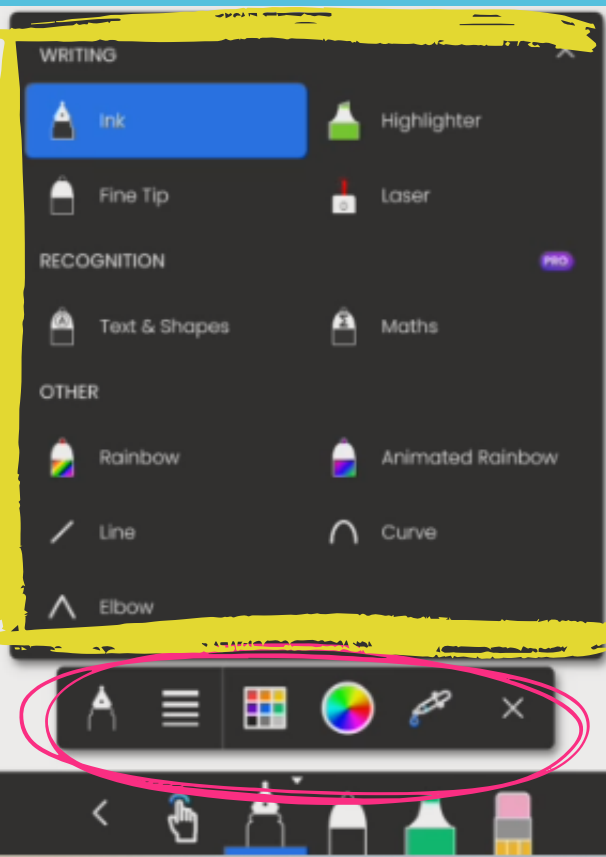 WRITING
Ink Highlighter
Fine Tip Laser
RECOGNITION PRO
Text & Shapes Maths
OTHER
Rainbow Animated Rainbow
Line Curve
Elbow